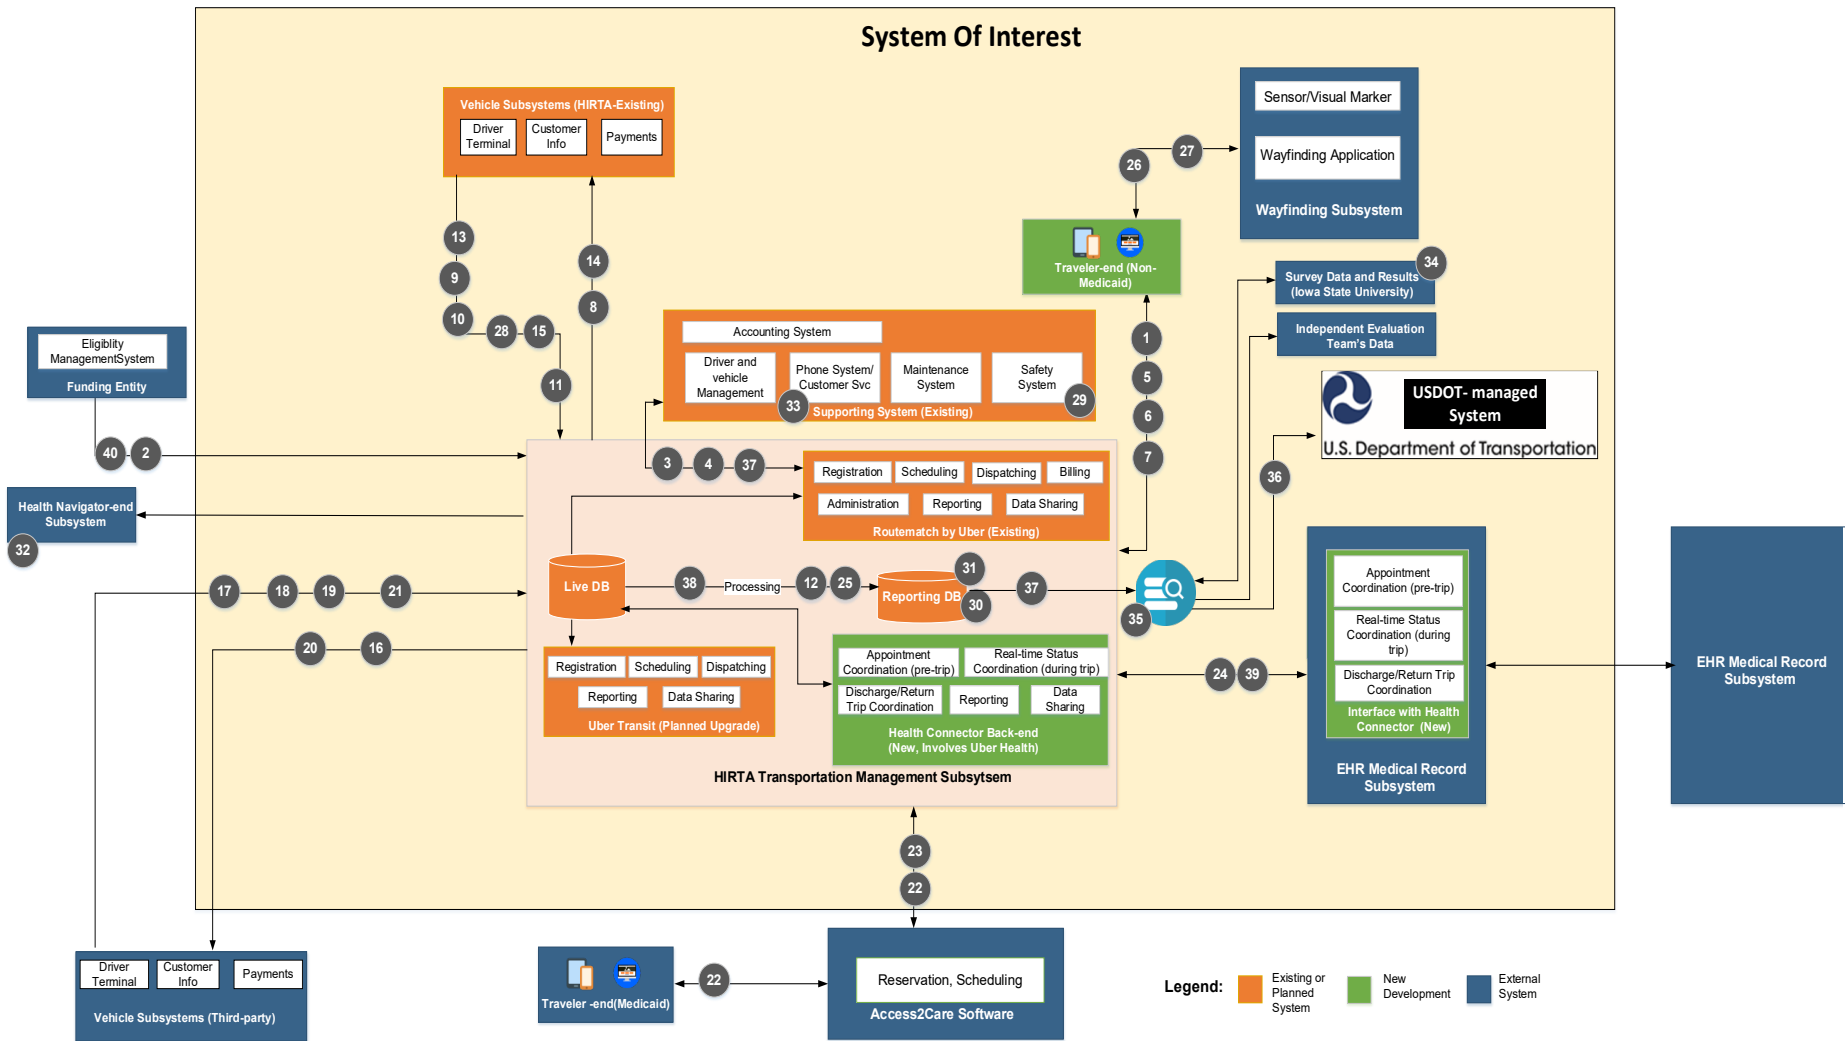 System Of Interest
Vehicle Subsystems (HIRTA-Existing)
Driver
Terminal
Customer
Info
Payments
Sensor/Visual Marker
Wayfinding Application
Wayfinding Subsystem
26
27
13
9
10
28
15
11
14
8
Traveler-end (Non-
Medicaid)
1
5
6
7
Survey Data and Results
(Iowa State University)
34
Independent Evaluation
Team's Data
USDOT- managed
System
U.S. Department of Transportation
36
Eligiblity
ManagementSystem
Funding Entity
40
2
Accounting System
Driver and
vehicle
Management
Phone System/
Customer Svc
Maintenance
System
Safety
System
33
29
Supporting System (Existing)
3
4
37
Registration
Scheduling
Dispatching
Billing
Administration
Reporting
Data Sharing
Routematch by Uber (Existing)
Health Navigator-end
Subsystem
32
17
18
19
21
20
16
Live DB
38
Processing
12
25
Reporting DB
31
30
37
35
Registration
Scheduling
Dispatching
Reporting
Data Sharing
Uber Transit (Planned Upgrade)
Appointment
Coordination (pre-trip)
Real-time Status
Coordination (during trip)
Discharge/Return
Trip Coordination
Reporting
Data
Sharing
Health Connector Back-end
(New, Involves Uber Health)
HIRTA Transportation Management Subsytsem
24
39
Appointment
Coordination (pre-trip)
Real-time Status
Coordination (during
trip)
Discharge/Return Trip
Coordination
Interface with Health
Connector (New)
EHR Medical Record
Subsystem
EHR Medical Record
Subsystem
23
22
Driver
Terminal
Customer
Info
Payments
Vehicle Subsystems (Third-party)
Traveler -end(Medicaid)
22
Reservation, Scheduling
Access2Care Software
Legend:
Existing or
Planned
System
New
Development
External
System